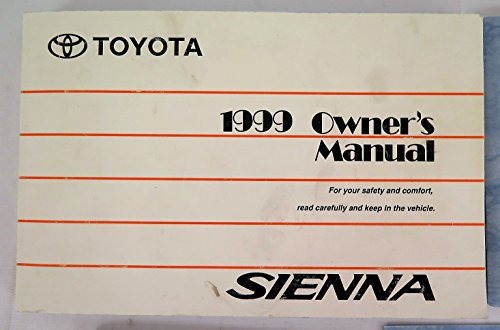 TOYOTA
1999 Owner's
Manual
For your safety and comfort,
read carefully and keep in the vehicle.
SIENNA